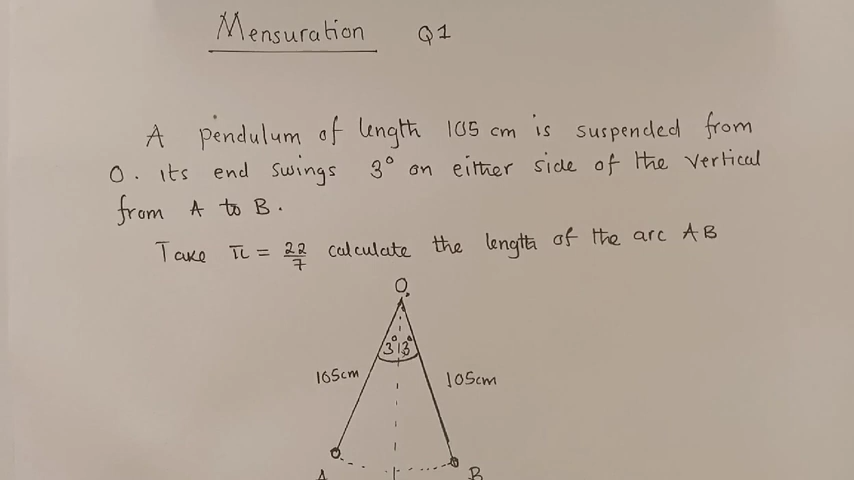 Mensuration Q1
A pendulum of length 105 cm is suspended from
O. its end swings 3° on either side of the vertical
from A to B.
Take π = 22/7 calculate the length of the arc AB
O
3° 3°
105cm 105cm
A B